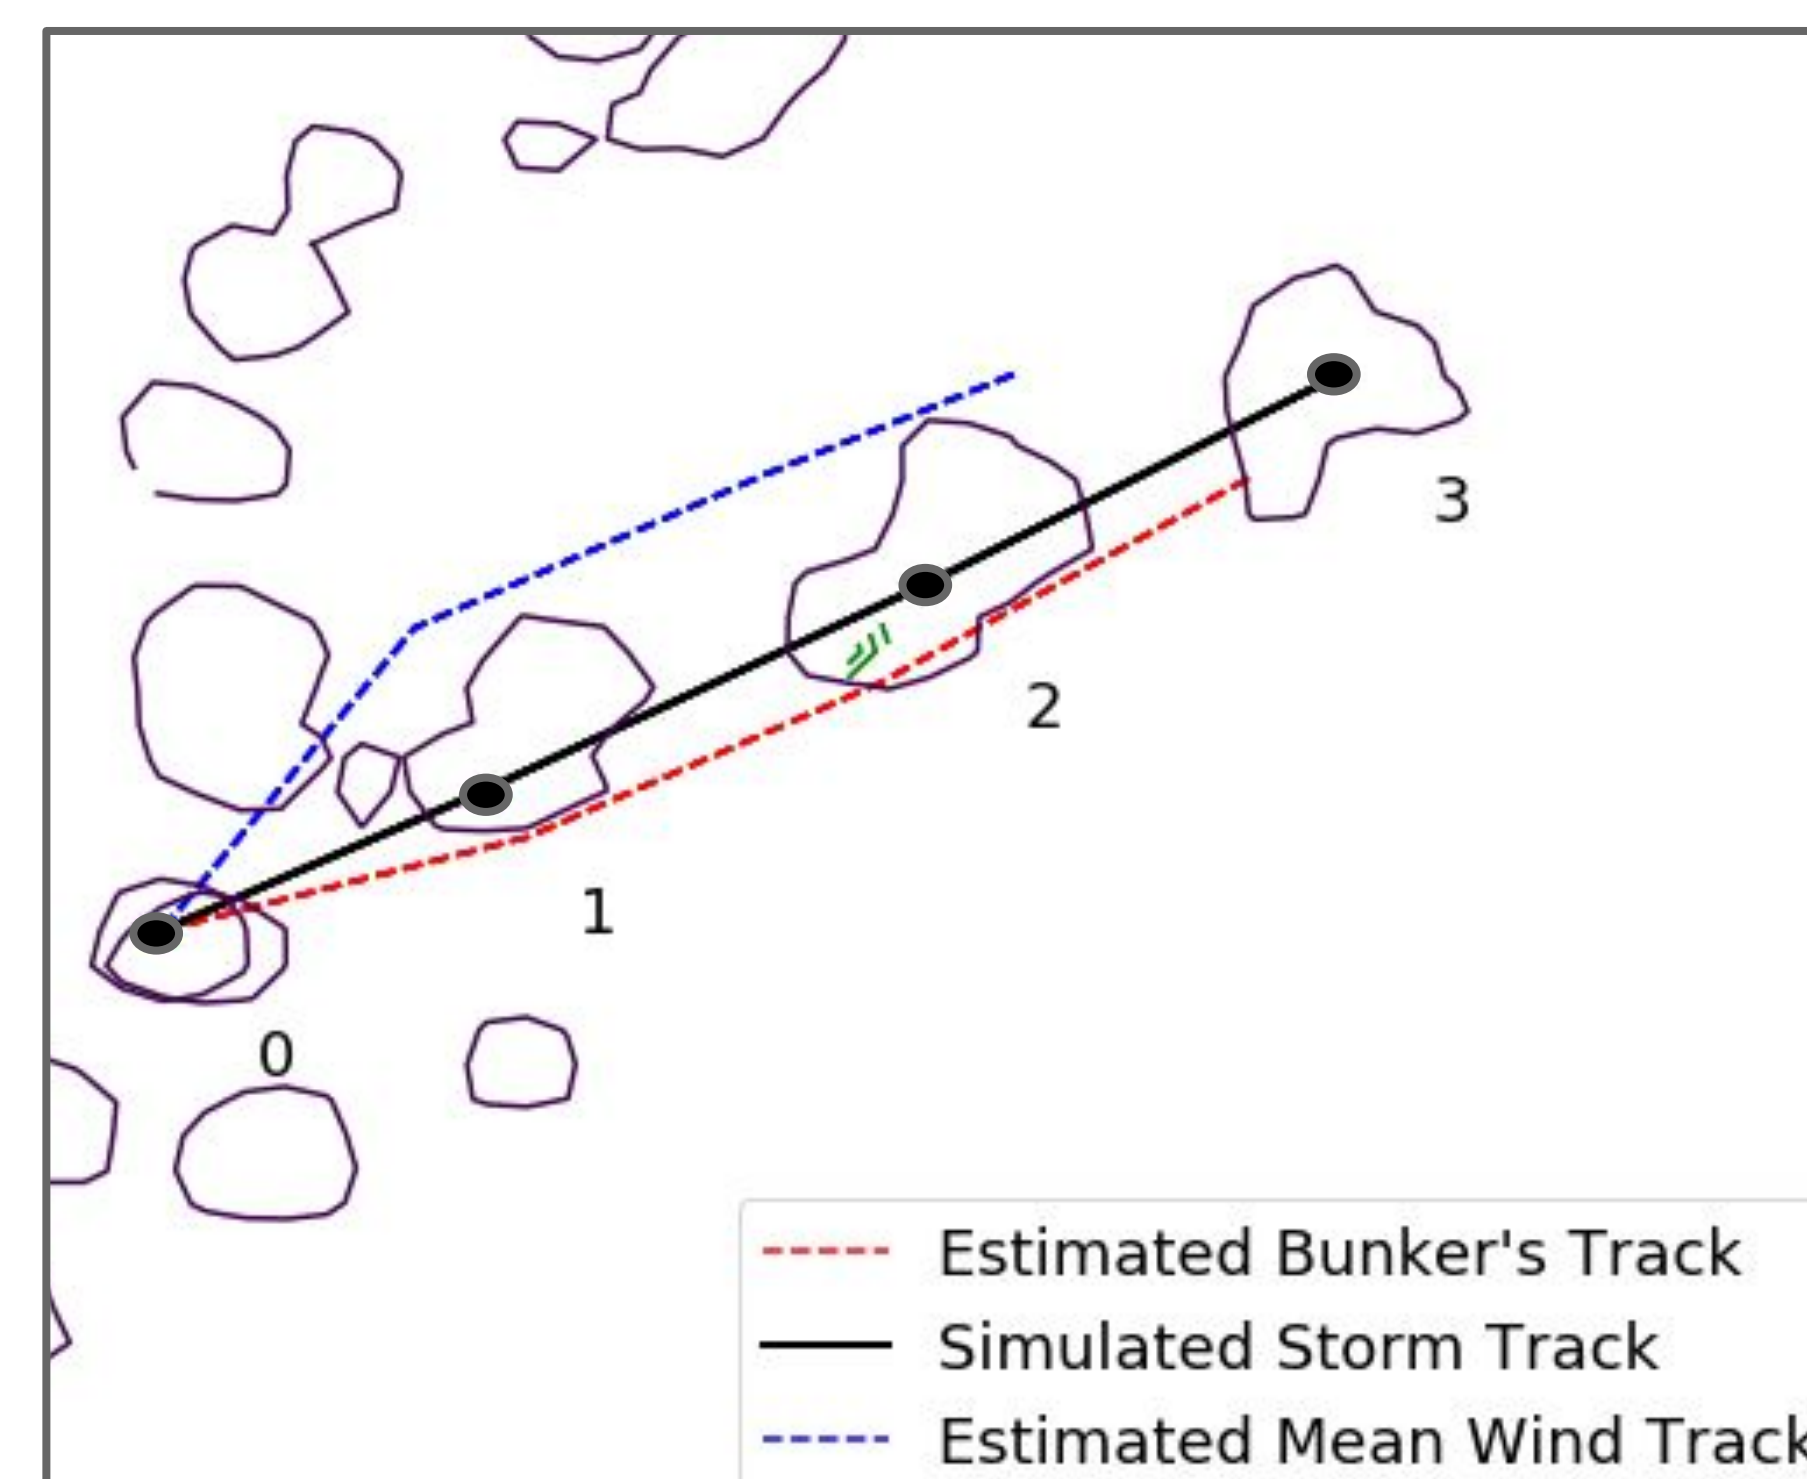 3
2
1
0
Estimated Bunker's Track
Simulated Storm Track
Estimated Mean Wind Track